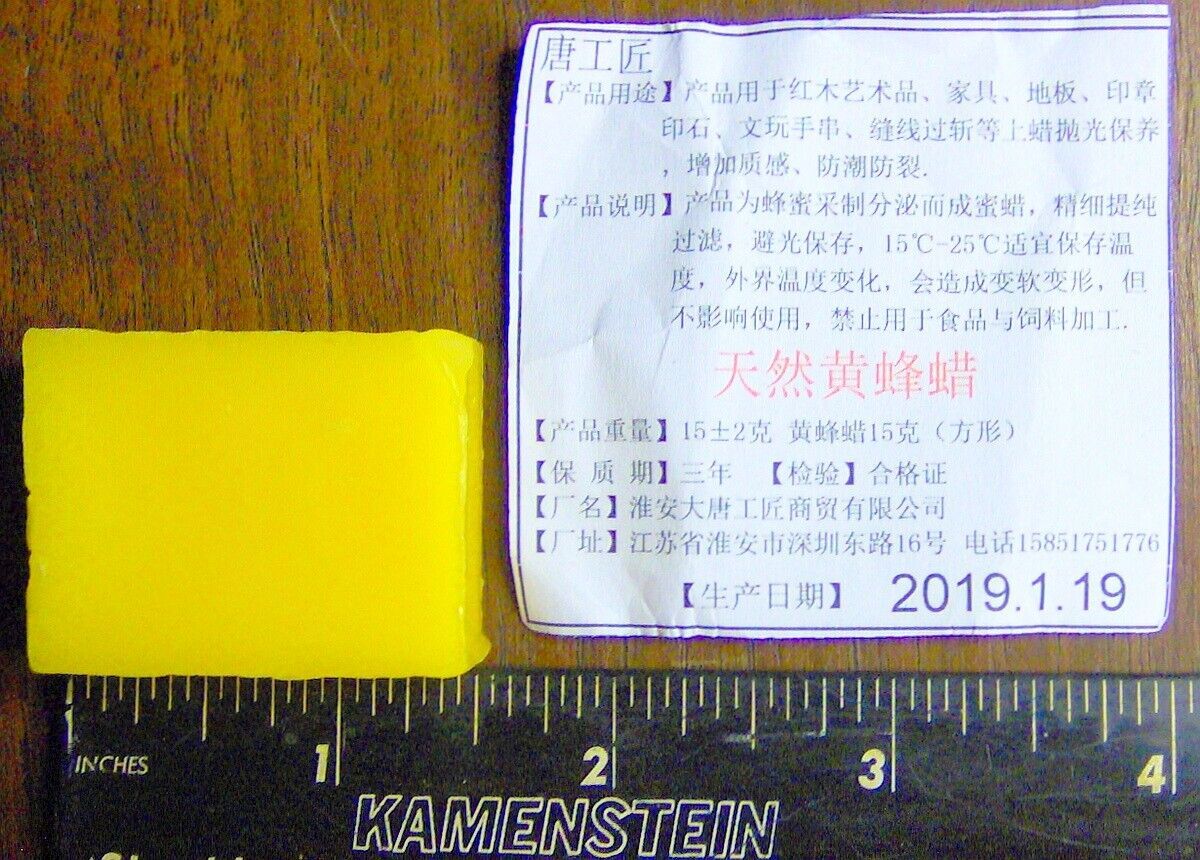 唐工匠
【产品用途】产品用于红木艺术品、家具、地板、印章
印石、文玩手串、缝线过斩等上蜡抛光保养
，增加质感、防潮防裂.
【产品说明】产品为蜂蜜采制分泌而成蜜蜡，精细提纯
过滤，避光保存，15℃-25℃适宜保存温
度，外界温度变化，会造成变软变形，但
不影响使用，禁止用于食品与饲料加工.
天然黄蜂蜡
【产品重量】15±2克 黄蜂蜡15克（方形）
【保 质 期】三年 【检验】合格证
【厂名】淮安大唐工匠商贸有限公司
【厂址】江苏省淮安市深圳东路16号 电话15851751776
【生产日期】 2019.1.19
INCHES 1 2 3 4
KAMENSTEIN